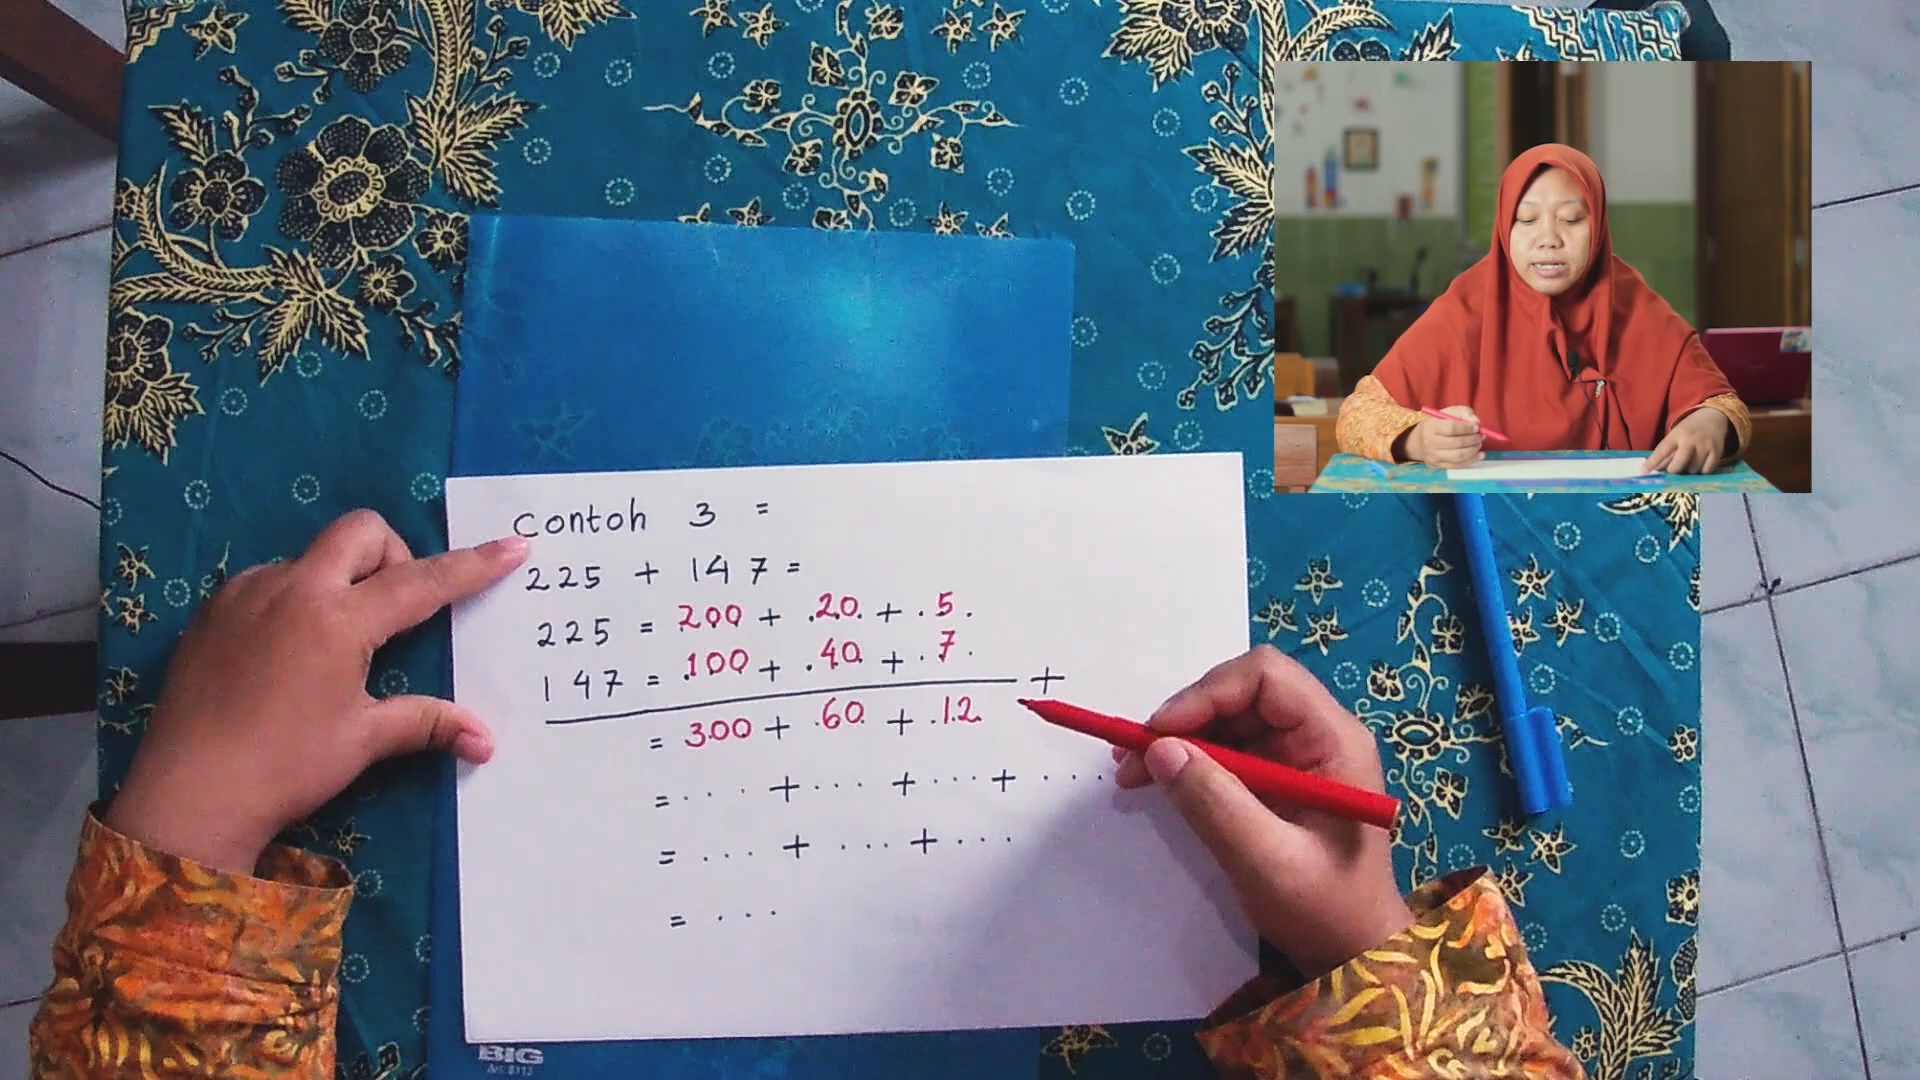 Contoh 3 =
225 + 147 =
225 = 200 + .20. + .5.
147 = .100 + .40. + .7.
+
= 300 + .60. + .12.
= ... + ... + ... + ...
= ... + ... + ...
= ...
BIG